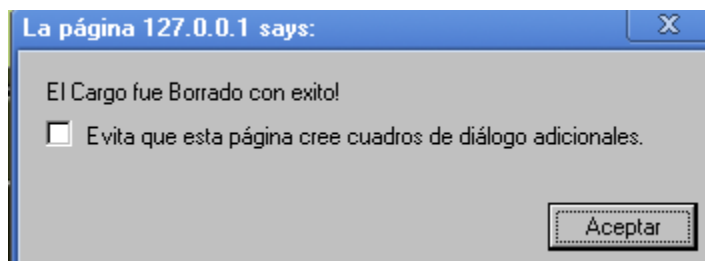 La página 127.0.0.1 says:
El Cargo fue Borrado con exito!
Evita que esta página cree cuadros de diálogo adicionales.
Aceptar